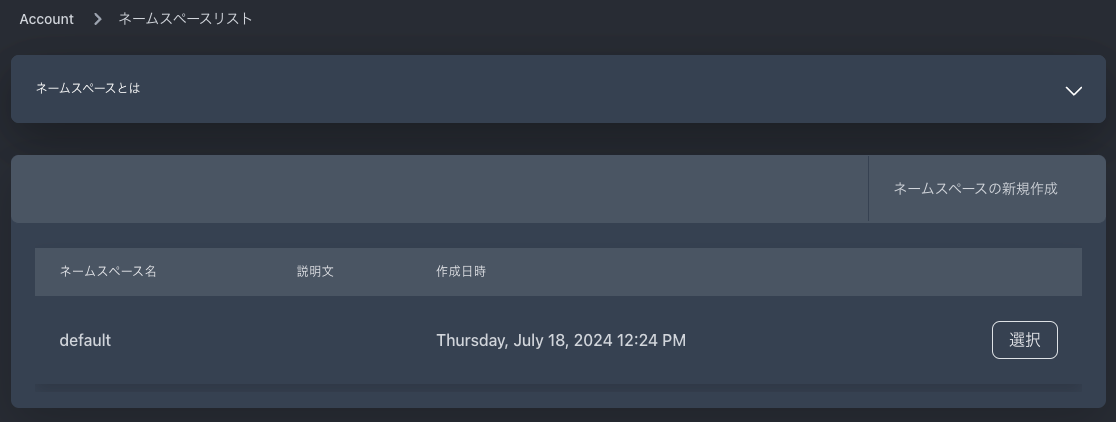 Account > ネームスペースリスト
ネームスペースとは
ネームスペースの新規作成
ネームスペース名 説明文 作成日時
default Thursday, July 18, 2024 12:24 PM 選択